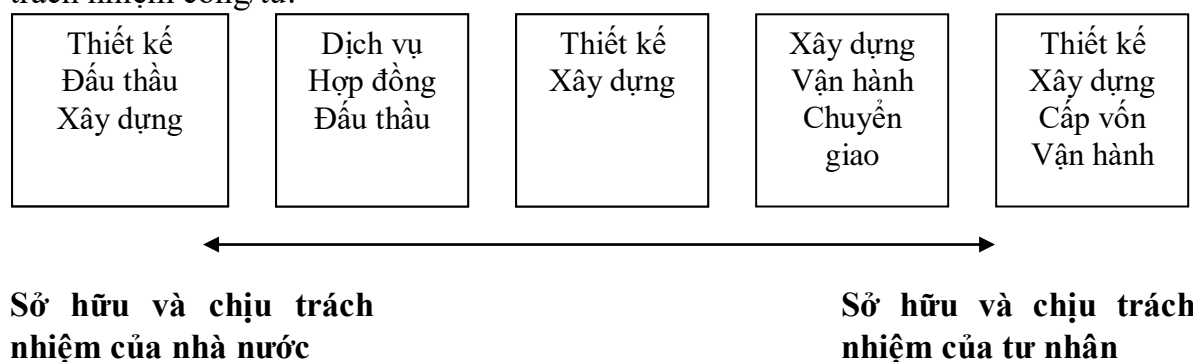 trách nhiệm công/tư.
Thiết kế
Đấu thầu
Xây dựng
Dịch vụ
Hợp đồng
Đấu thầu
Thiết kế
Xây dựng
Xây dựng
Vận hành
Chuyển
giao
Thiết kế
Xây dựng
Cấp vốn
Vận hành
Sở hữu và chịu trách
nhiệm của nhà nước
Sở hữu và chịu trách
nhiệm của tư nhân